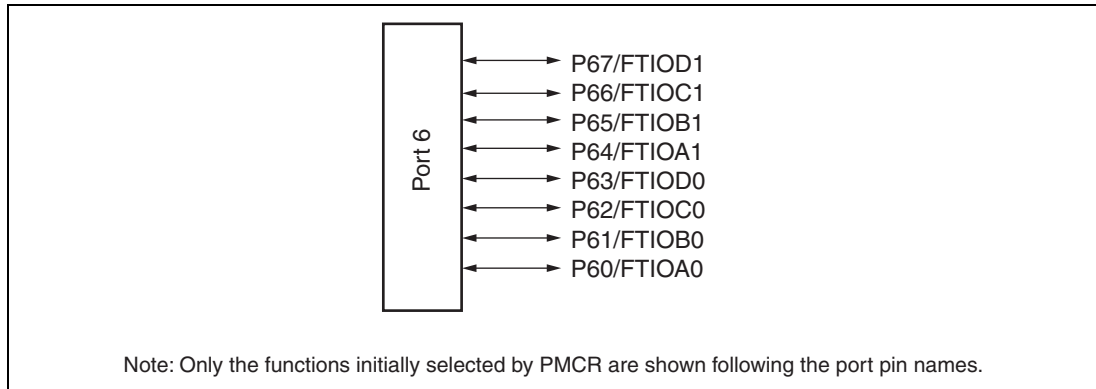 Port 6
P67/FTIOD1
P66/FTIOC1
P65/FTIOB1
P64/FTIOA1
P63/FTIOD0
P62/FTIOC0
P61/FTIOB0
P60/FTIOA0
Note: Only the functions initially selected by PMCR are shown following the port pin names.